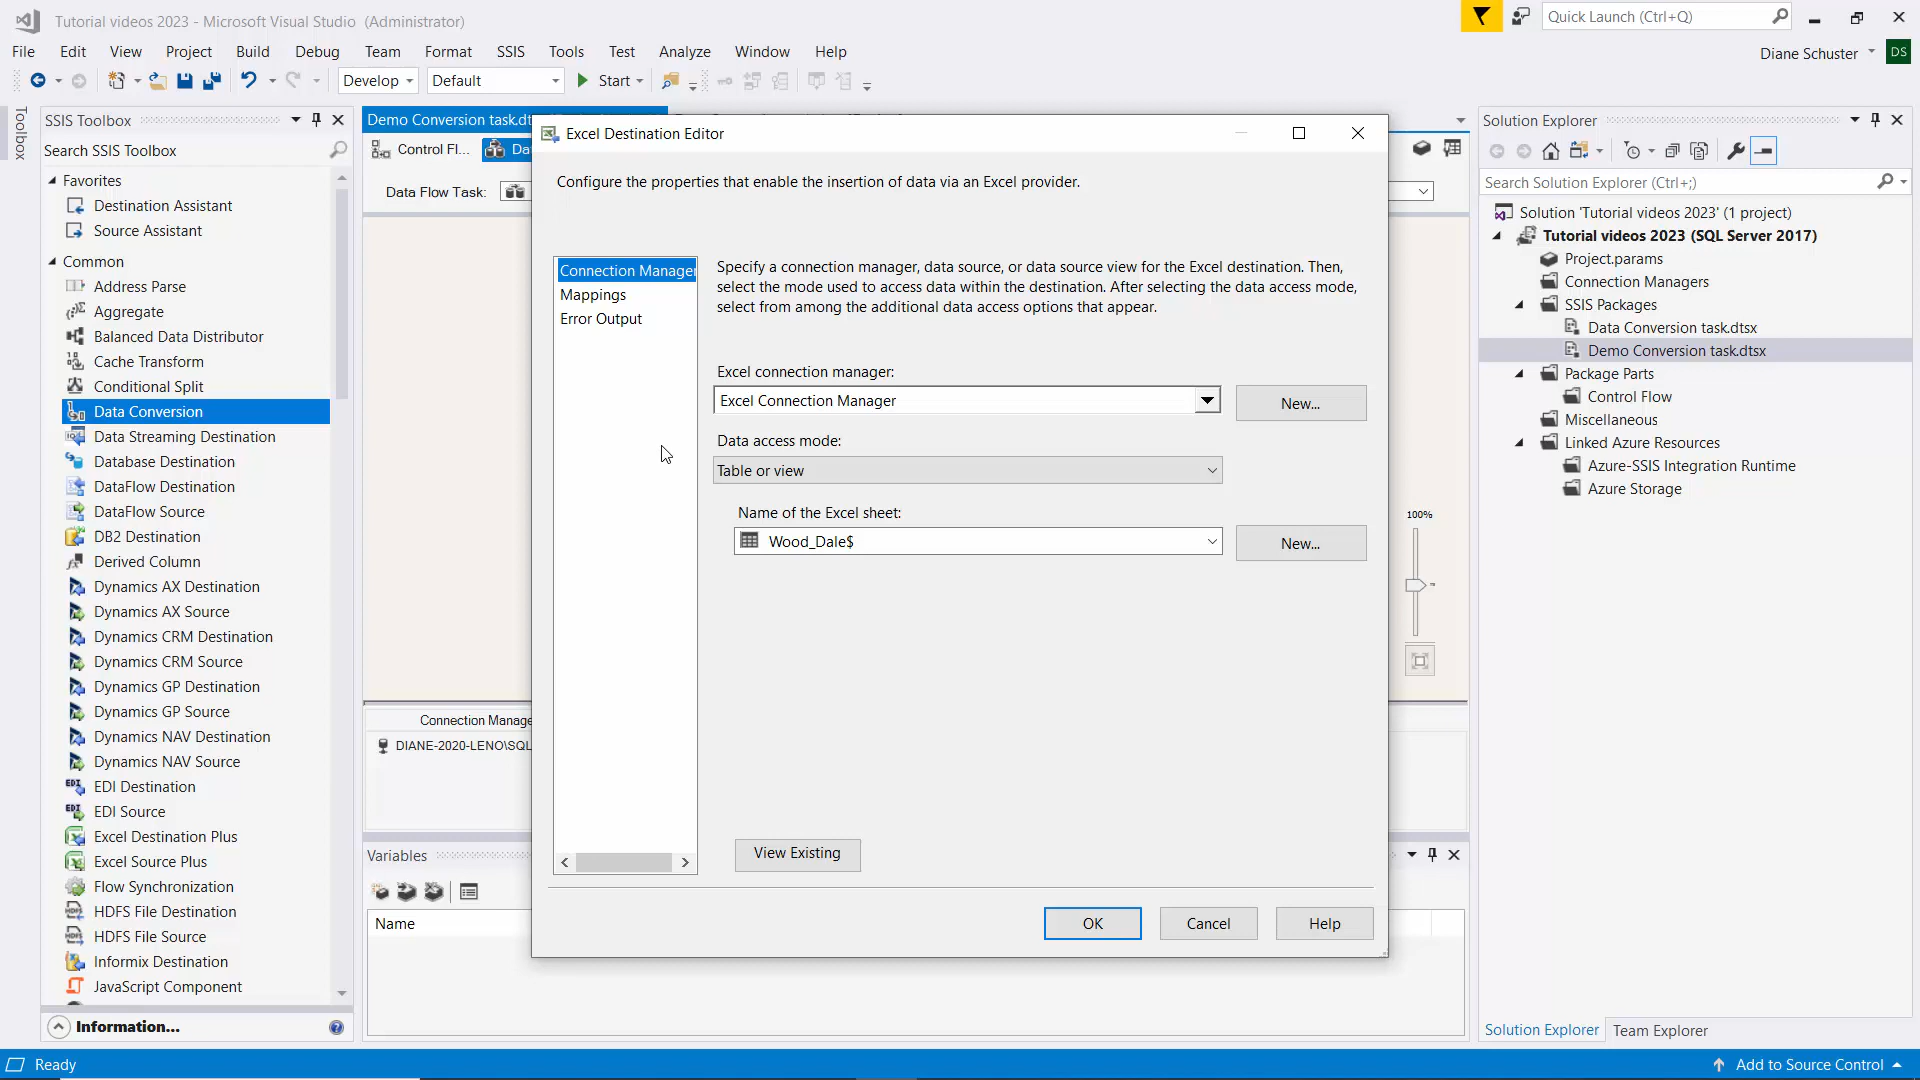 Tutorial videos 2023 - Microsoft Visual Studio (Administrator)
Quick Launch (Ctrl+Q)
File Edit View Project Build Debug Team Format SSIS Tools Test Analyze Window Help
Diane Schuster
DS
Develop
Default
Start
Toolbox
SSIS Toolbox
Search SSIS Toolbox
Favorites
Destination Assistant
Source Assistant
Common
Address Parse
Aggregate
Balanced Data Distributor
Cache Transform
Conditional Split
Data Conversion
Data Streaming Destination
Database Destination
DataFlow Destination
DataFlow Source
DB2 Destination
Derived Column
Dynamics AX Destination
Dynamics AX Source
Dynamics CRM Destination
Dynamics CRM Source
Dynamics GP Destination
Dynamics GP Source
Dynamics NAV Destination
Dynamics NAV Source
EDI Destination
EDI Source
Excel Destination Plus
Excel Source Plus
Flow Synchronization
HDFS File Destination
HDFS File Source
Informix Destination
JavaScript Component
Information...
Demo Conversion task.dt
Control Fl...
Da
Data Flow Task:
100%
Connection Manage
DIANE-2020-LENO\SQL
Variables
Name
Excel Destination Editor
Configure the properties that enable the insertion of data via an Excel provider.
Connection Manager
Mappings
Error Output
Specify a connection manager, data source, or data source view for the Excel destination. Then,
select the mode used to access data within the destination. After selecting the data access mode,
select from among the additional data access options that appear.
Excel connection manager:
Excel Connection Manager
New...
Data access mode:
Table or view
Name of the Excel sheet:
Wood_Dale$
New...
View Existing
OK
Cancel
Help
Solution Explorer
Search Solution Explorer (Ctrl+;)
Solution 'Tutorial videos 2023' (1 project)
Tutorial videos 2023 (SQL Server 2017)
Project.params
Connection Managers
SSIS Packages
Data Conversion task.dtsx
Demo Conversion task.dtsx
Package Parts
Control Flow
Miscellaneous
Linked Azure Resources
Azure-SSIS Integration Runtime
Azure Storage
Solution Explorer
Team Explorer
Ready
Add to Source Control